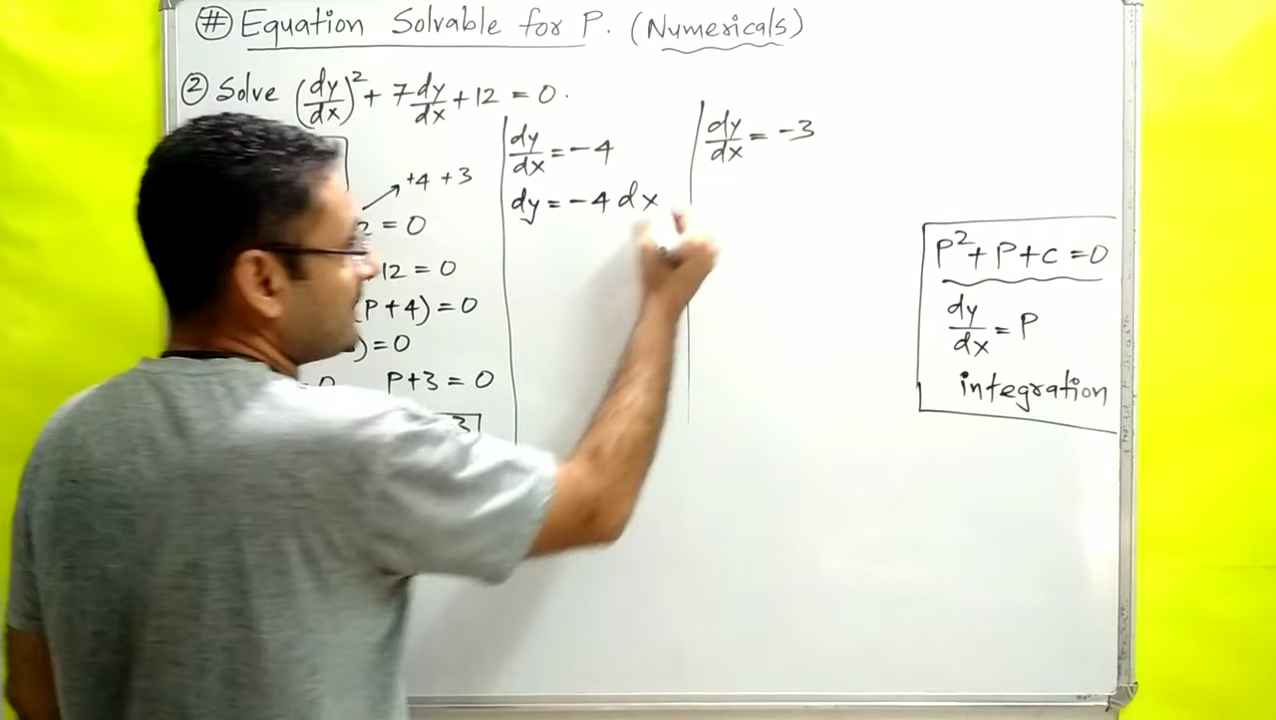 # Equation Solvable for P. (Numericals)
② Solve (dy/dx)² + 7 dy/dx + 12 = 0.
+4 +3
2 = 0
12 = 0
(P + 4) = 0
) = 0
= 0 P + 3 = 0
3
dy/dx = -4
dy = -4 dx
dy/dx = -3
P² + P + c = 0
dy/dx = P
integration